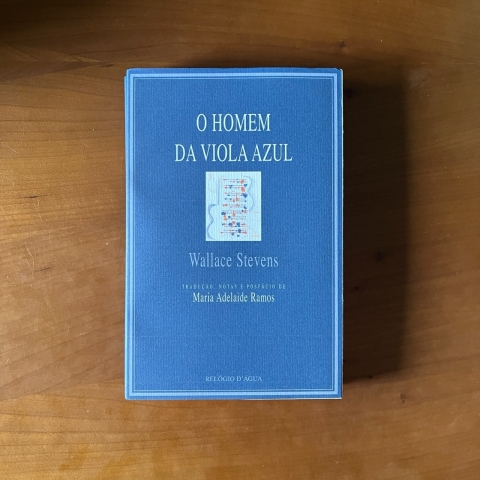 O HOMEM
DA VIOLA AZUL
Wallace Stevens
TRADUÇÃO, NOTAS E POSFÁCIO DE
Maria Adelaide Ramos
RELÓGIO D'ÁGUA